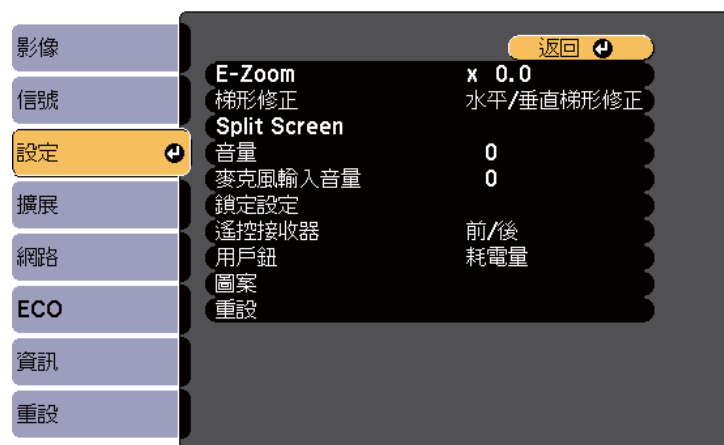 影像
信號
設定
擴展
網路
ECO
資訊
重設
返回
E-Zoom x 0.0
梯形修正 水平/垂直梯形修正
Split Screen
音量 0
麥克風輸入音量 0
鎖定設定
遙控接收器 前/後
用戶鈕 耗電量
圖案
重設